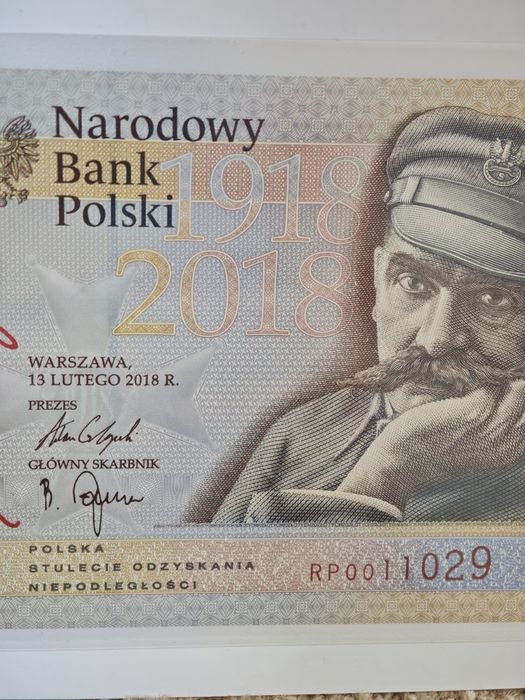 Narodowy
Bank
Polski
1918
2018
WARSZAWA,
13 LUTEGO 2018 R.
PREZES
GŁÓWNY SKARBNIK
POLSKA
STULECIE ODZYSKANIA
NIEPODLEGŁOŚCI
RP0011029